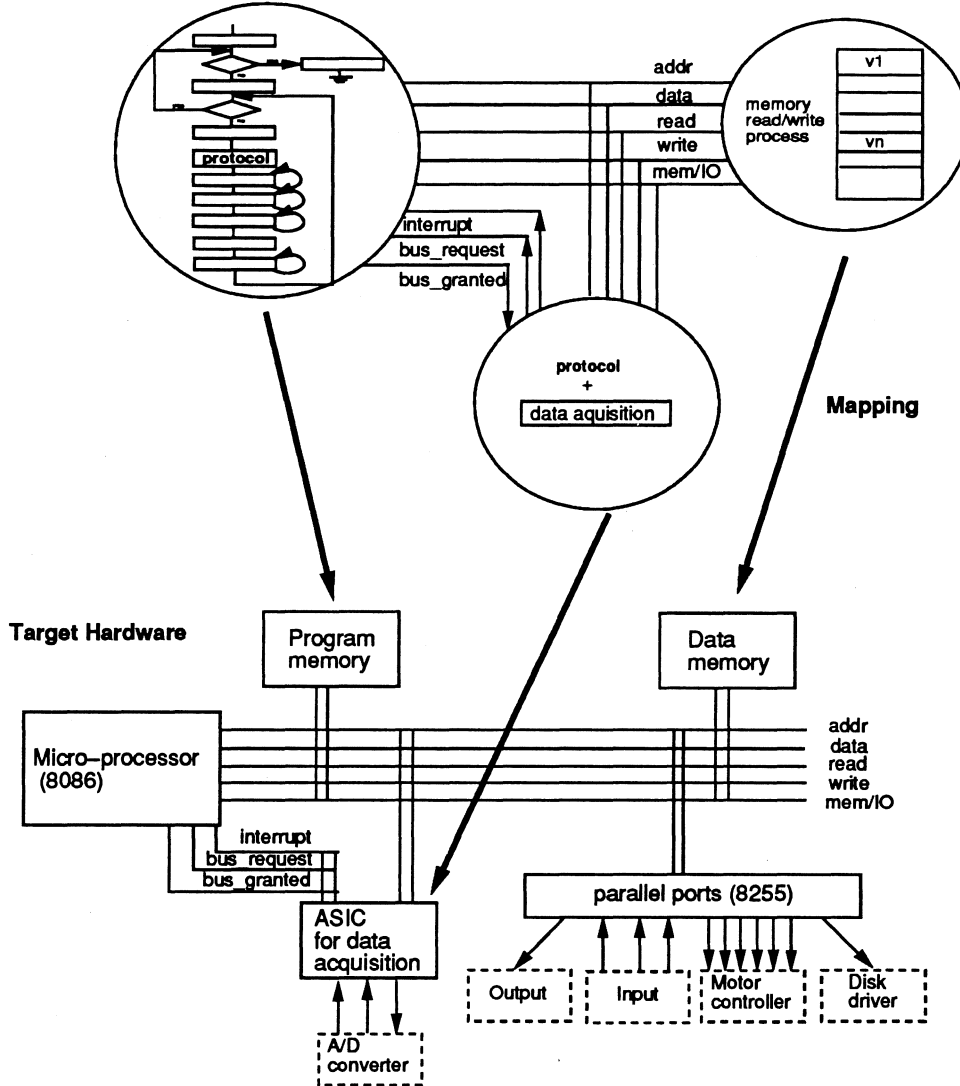 addr
data
read
write
mem/IO
v1
memory
read/write
process
vn
protocol
interrupt
bus_request
bus_granted
protocol
+
data aquisition
Mapping
Target Hardware
Program
memory
Data
memory
Micro-processor
(8086)
addr
data
read
write
mem/IO
interrupt
bus_request
bus_granted
parallel ports (8255)
ASIC
for data
acquisition
Output
Input
Motor
controller
Disk
driver
A/D
converter